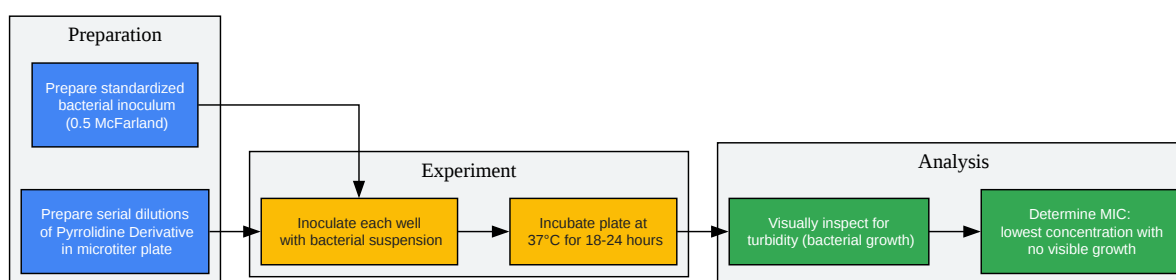 Preparation
Prepare standardized
bacterial inoculum
(0.5 McFarland)
Prepare serial dilutions
of Pyrrolidine Derivative
in microtiter plate
Experiment
Inoculate each well
with bacterial suspension
Incubate plate at
37°C for 18-24 hours
Analysis
Visually inspect for
turbidity (bacterial growth)
Determine MIC:
lowest concentration with
no visible growth